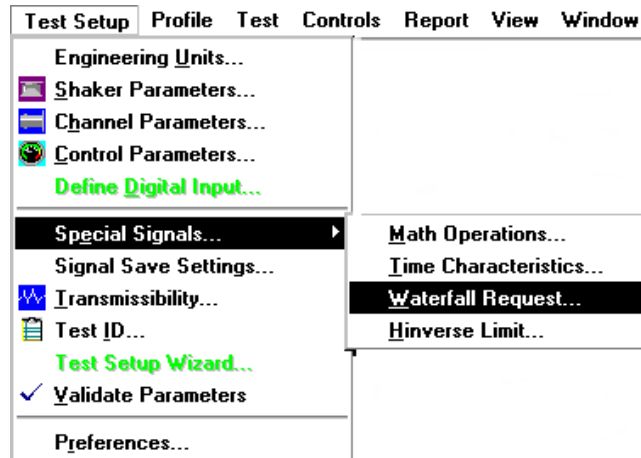 Test Setup Profile Test Controls Report View Window
Engineering Units...
Shaker Parameters...
Channel Parameters...
Control Parameters...
Define Digital Input...
Special Signals...
Signal Save Settings...
Transmissibility...
Test ID...
Test Setup Wizard...
Validate Parameters
Preferences...
Math Operations...
Time Characteristics...
Waterfall Request...
Hinverse Limit...